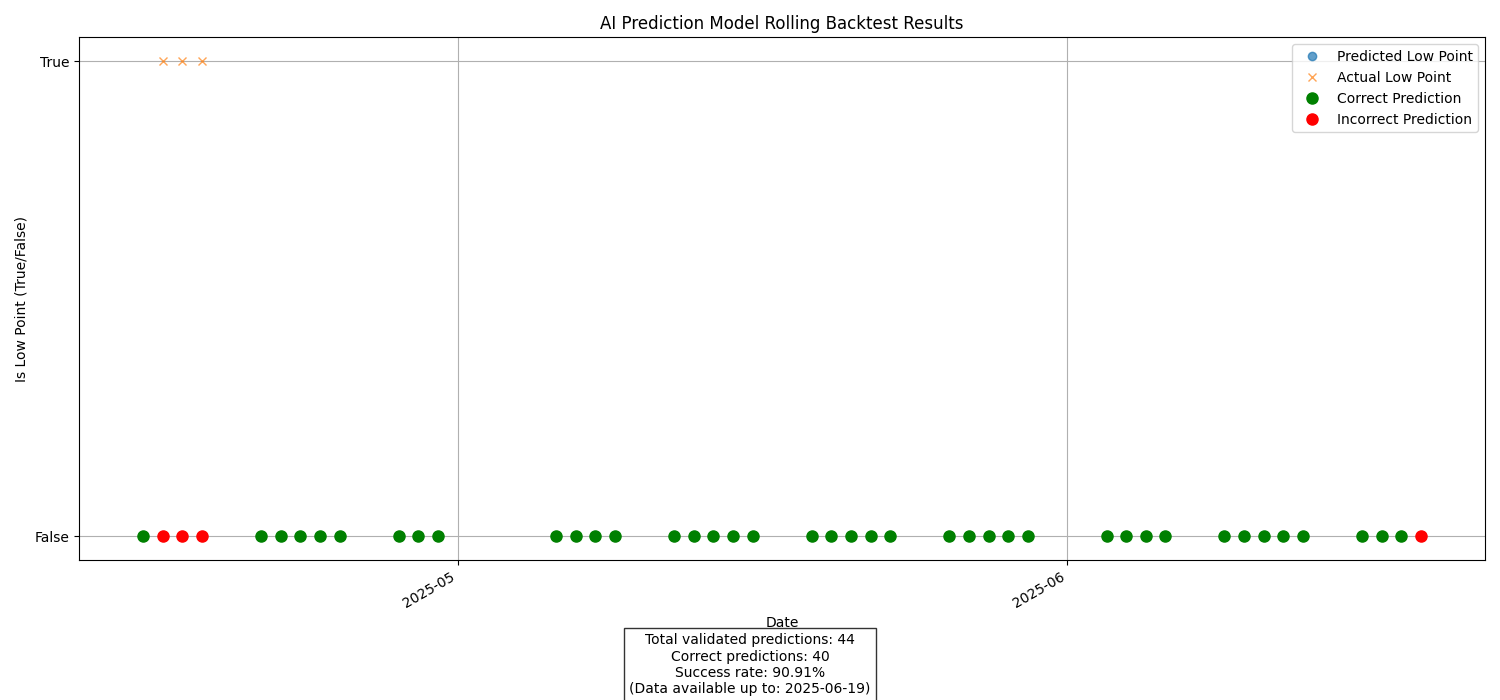 AI Prediction Model Rolling Backtest Results
True
Predicted Low Point
Actual Low Point
Correct Prediction
Incorrect Prediction
Is Low Point (True/False)
False
2025-05
2025-06
Date
Total validated predictions: 44
Correct predictions: 40
Success rate: 90.91%
(Data available up to: 2025-06-19)